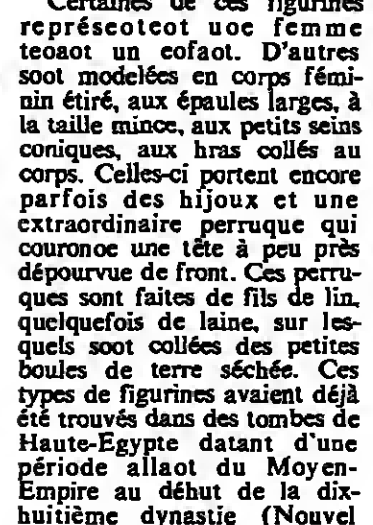 Certaines de ces figurines
représeoteot uoe femme
teoaot un eofaot. D'autres
soot modelées en corps fémi-
nin étiré, aux épaules larges, à
la taille mince, aux petits seins
coniques, aux hras collés au
corps. Celles-ci portent encore
parfois des hijoux et une
extraordinaire perruque qui
couronoe une tête à peu près
dépourvue de front. Ces perru-
ques sont faites de fils de lin,
quelquefois de laine, sur les-
quels soot collées des petites
boules de terre séchée. Ces
types de figurines avaient déjà
été trouvés dans des tombes de
Haute-Egypte datant d'une
période allaot du Moyen-
Empire au déhut de la dix-
huitième dynastie (Nouvel